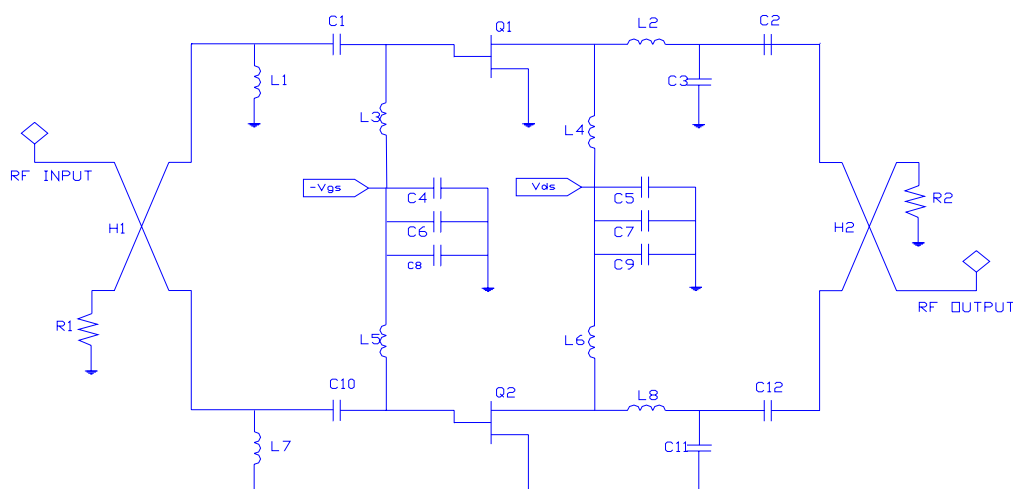 C1
Q1
L2
C2
L1
C3
L3
L4
RF INPUT
-Vgs
C4
Vds
C5
R2
H1
C6
C7
H2
C8
C9
RF OUTPUT
R1
L5
L6
C10
Q2
L8
C12
L7
C11